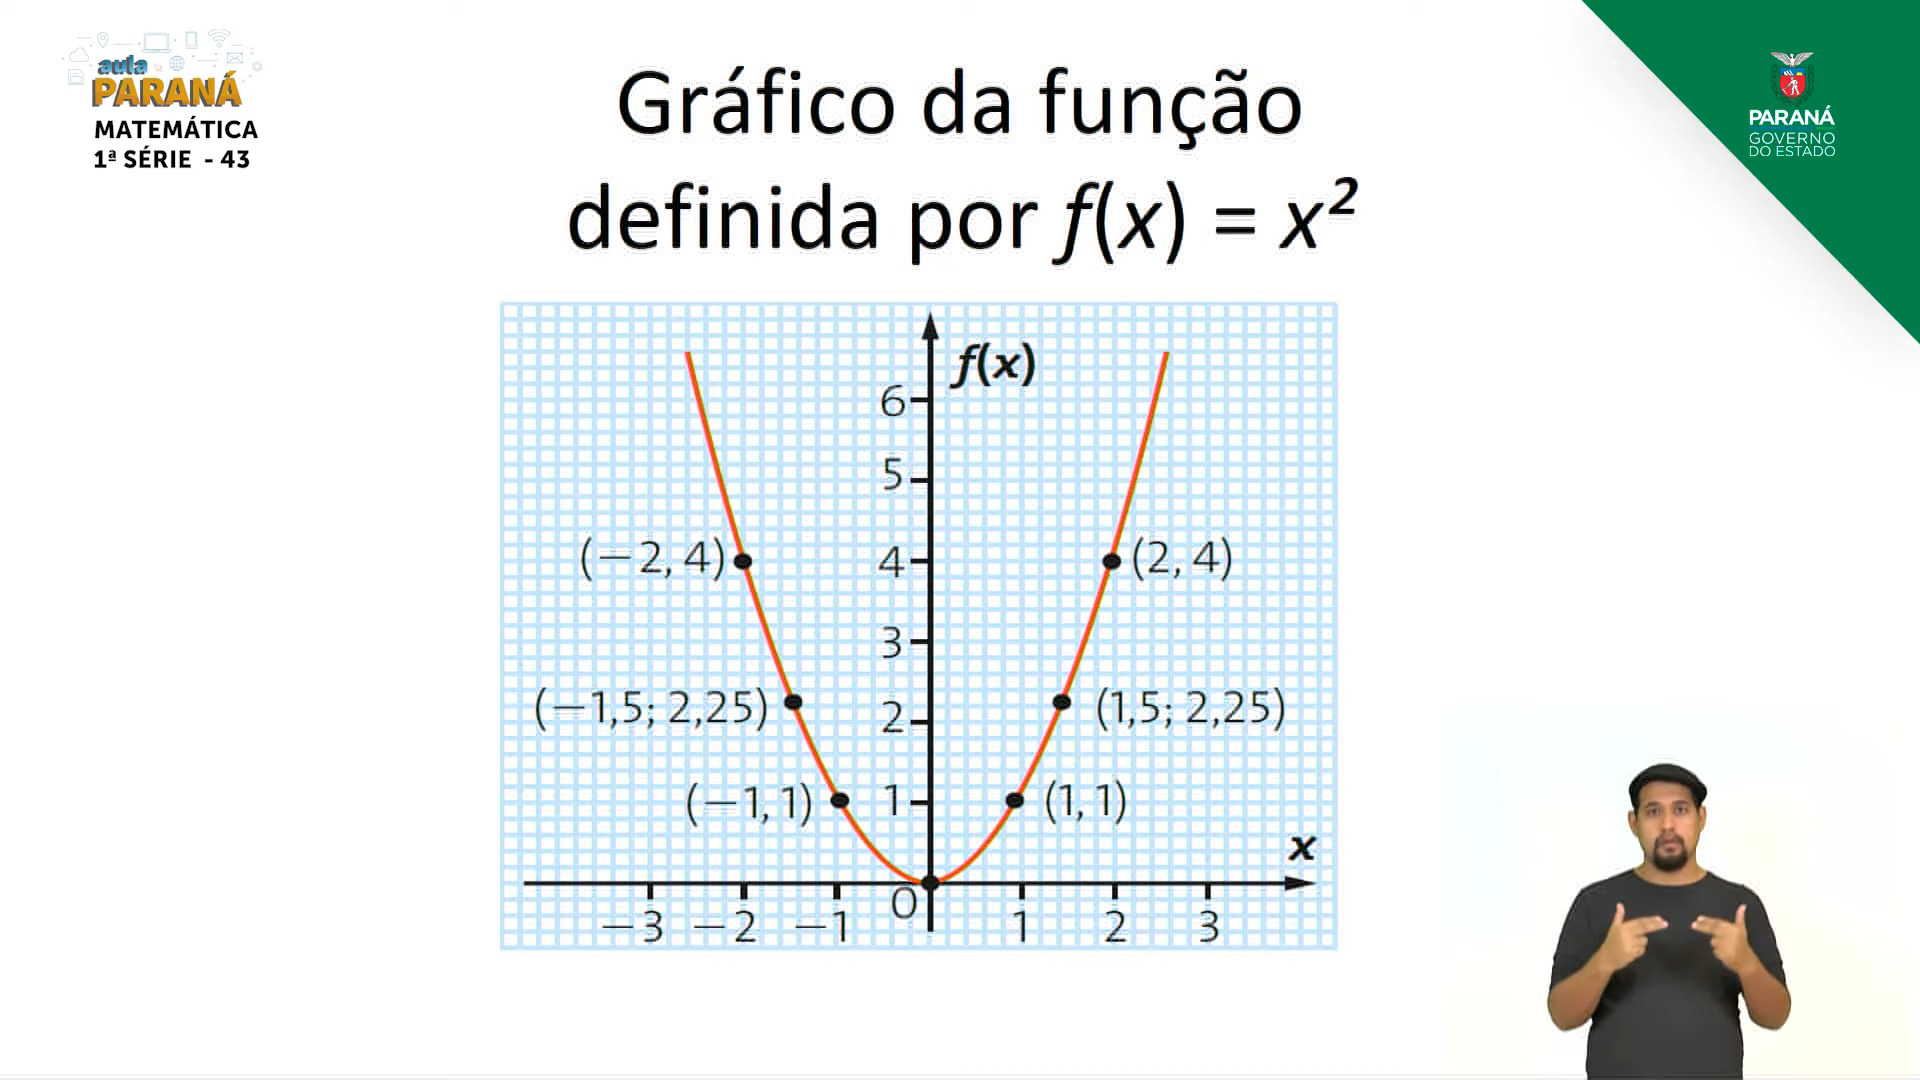 aula
PARANÁ
MATEMÁTICA
1ª SÉRIE - 43
Gráfico da função
definida por f(x) = x²
PARANÁ
GOVERNO
DO ESTADO
f(x)
6
5
(−2, 4) 4 (2, 4)
3
(−1,5; 2,25) 2 (1,5; 2,25)
(−1, 1) 1 (1, 1)
x
0
−3 −2 −1 1 2 3